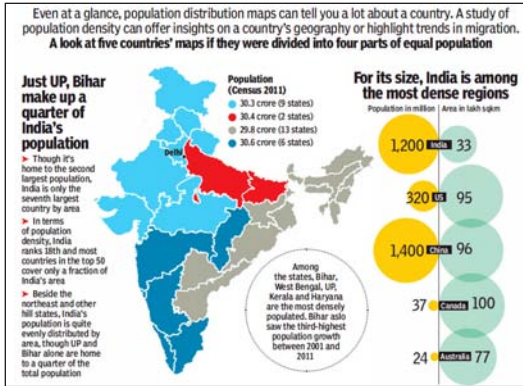 Even at a glance, population distribution maps can tell you a lot about a country. A study of
population density can offer insights on a country's geography or highlight trends in migration.
A look at five countries' maps if they were divided into four parts of equal population
Just UP, Bihar
make up a
quarter of
India's
population
➤ Though it's
home to the second
largest population,
India is only the
seventh largest
country by area
➤ In terms
of population
density, India
ranks 18th and most
countries in the top 50
cover only a fraction of
India's area
➤ Beside the
northeast and other
hill states, India's
population is quite
evenly distributed by
area, though UP and
Bihar alone are home
to a quarter of the
total population
Population
(Census 2011)
30.3 crore (9 states)
30.4 crore (2 states)
29.8 crore (13 states)
30.6 crore (6 states)
Delhi
Among
the states, Bihar,
West Bengal, UP,
Kerala and Haryana
are the most densely
populated. Bihar aslo
saw the third-highest
population growth
between 2001 and
2011
For its size, India is among
the most dense regions
Population in million Area in lakh sqkm
1,200 India 33
320 US 95
1,400 China 96
37 Canada 100
24 Australia 77